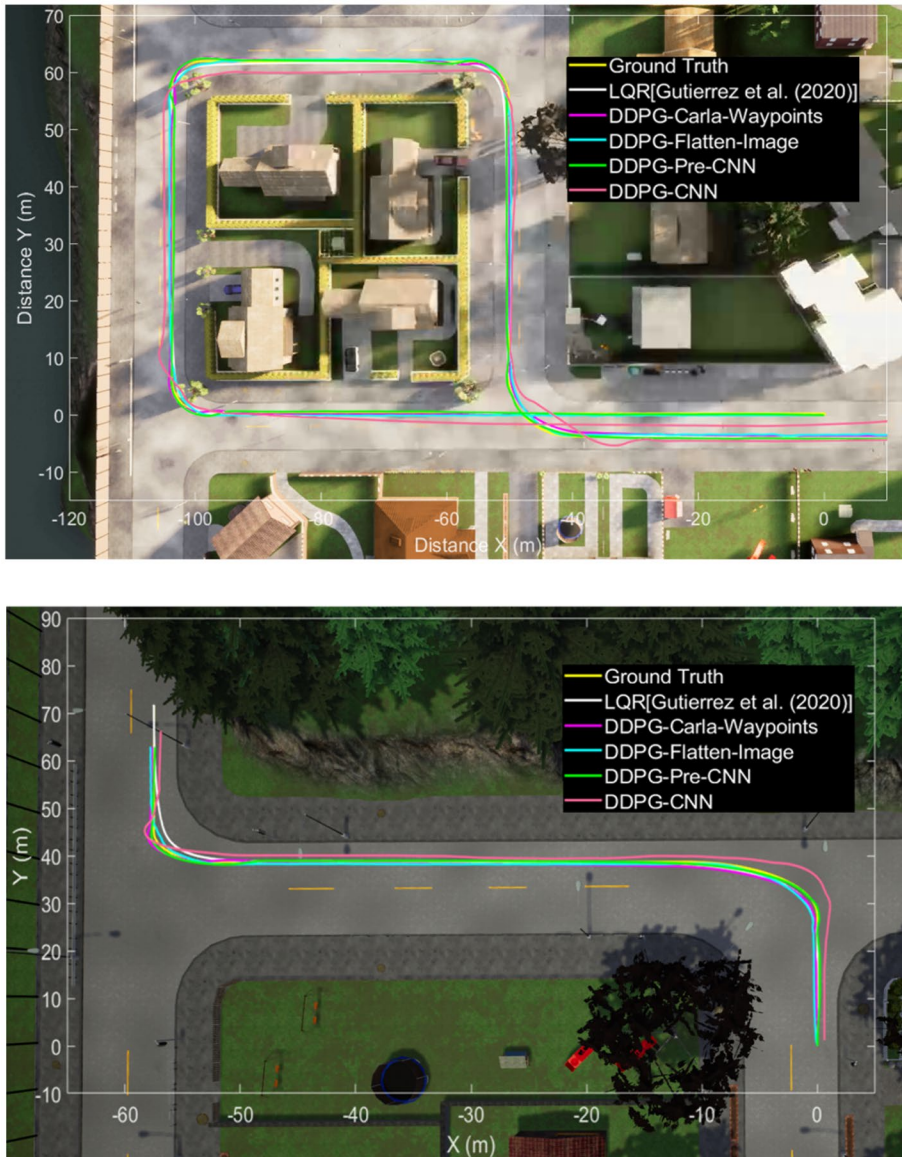 70
60
50
40
30
20
10
0
-10
Distance Y (m)
Ground Truth
LQR[Gutierrez et al. (2020)]
DDPG-Carla-Waypoints
DDPG-Flatten-Image
DDPG-Pre-CNN
DDPG-CNN
-120 -100 -80 -60 -40 -20 0
Distance X (m)
90
80
70
60
50
40
30
20
10
0
-10
Y (m)
Ground Truth
LQR[Gutierrez et al. (2020)]
DDPG-Carla-Waypoints
DDPG-Flatten-Image
DDPG-Pre-CNN
DDPG-CNN
-60 -50 -40 -30 -20 -10 0
X (m)